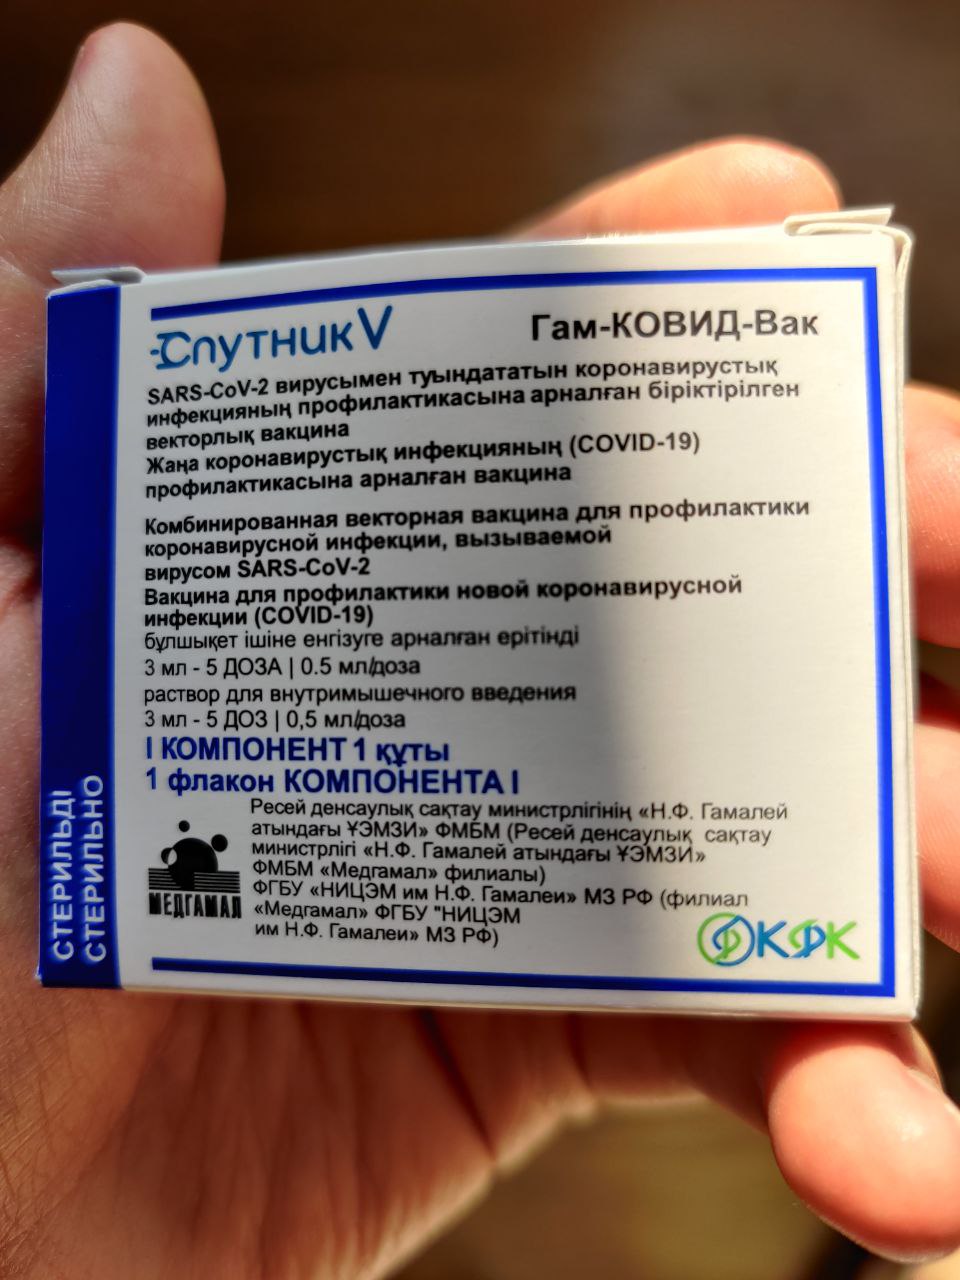 Спутник V
Гам-КОВИД-Вак
SARS-CoV-2 вирусымен туындататын коронавирустық
инфекцияның профилактикасына арналған біріктірілген
векторлық вакцина
Жаңа коронавирустық инфекцияның (COVID-19)
профилактикасына арналған вакцина
Комбинированная векторная вакцина для профилактики
коронавирусной инфекции, вызываемой
вирусом SARS-CoV-2
Вакцина для профилактики новой коронавирусной
инфекции (COVID-19)
бұлшықет ішіне енгізуге арналған ерітінді
3 мл - 5 ДОЗА | 0.5 мл/доза
раствор для внутримышечного введения
3 мл - 5 ДОЗ | 0,5 мл/доза
I КОМПОНЕНТ 1 құты
1 флакон КОМПОНЕНТА I
Ресей денсаулық сақтау министрлігінің «Н.Ф. Гамалей
атындағы ҰЭМЗИ» ФМБМ (Ресей денсаулық сақтау
министрлігі «Н.Ф. Гамалей атындағы ҰЭМЗИ»
ФМБМ «Медгамал» филиалы)
ФГБУ «НИЦЭМ им Н.Ф. Гамалеи» МЗ РФ (филиал
«Медгамал» ФГБУ "НИЦЭМ
им Н.Ф. Гамалеи» МЗ РФ)
МЕДГАМАЛ
КФК
СТЕРИЛЬДІ
СТЕРИЛЬНО